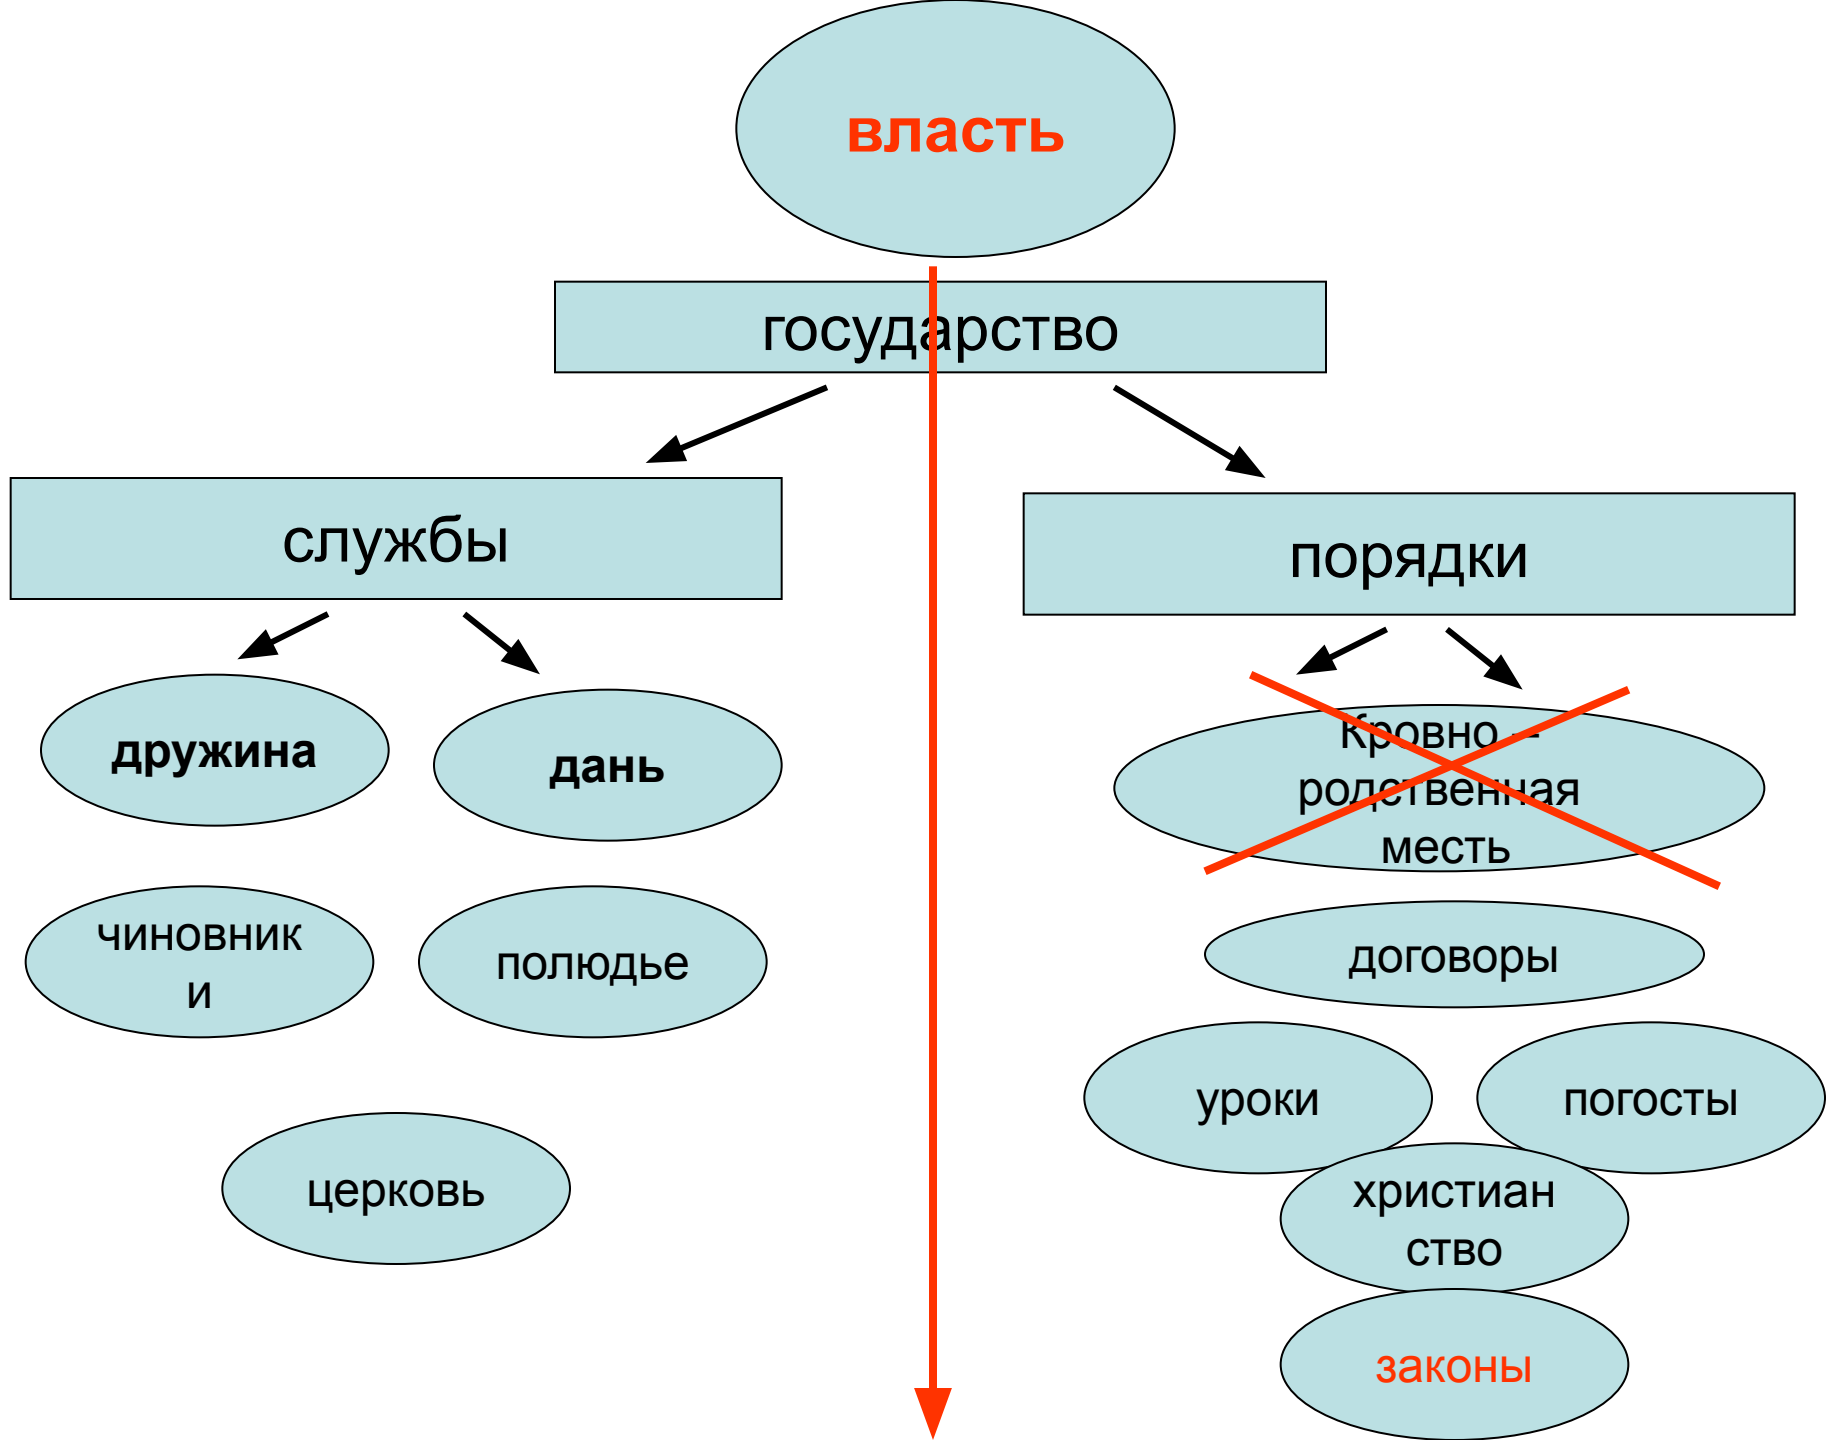 власть
государство
службы
порядки
дружина
дань
Кровно –
родственная
месть
чиновник
и
полюдье
договоры
уроки
погосты
церковь
христиан
ство
законы